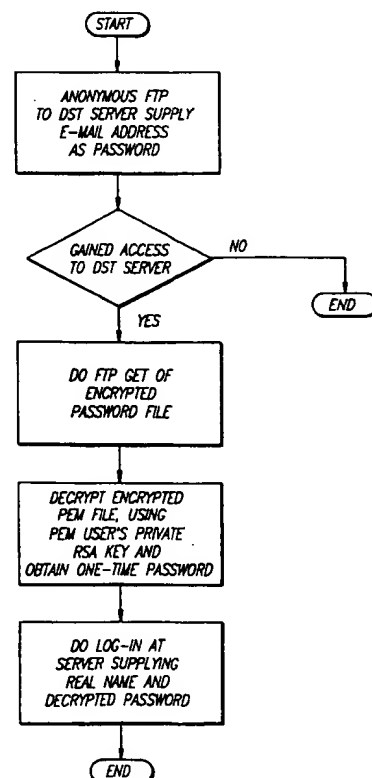 START
ANONYMOUS FTP
TO DST SERVER SUPPLY
E-MAIL ADDRESS
AS PASSWORD
GAINED ACCESS
TO DST SERVER
NO
END
YES
DO FTP GET OF
ENCRYPTED
PASSWORD FILE
DECRYPT ENCRYPTED
PEM FILE, USING
PEM USER'S PRIVATE
RSA KEY AND
OBTAIN ONE-TIME PASSWORD
DO LOG-IN AT
SERVER SUPPLYING
REAL NAME AND
DECRYPTED PASSWORD
END